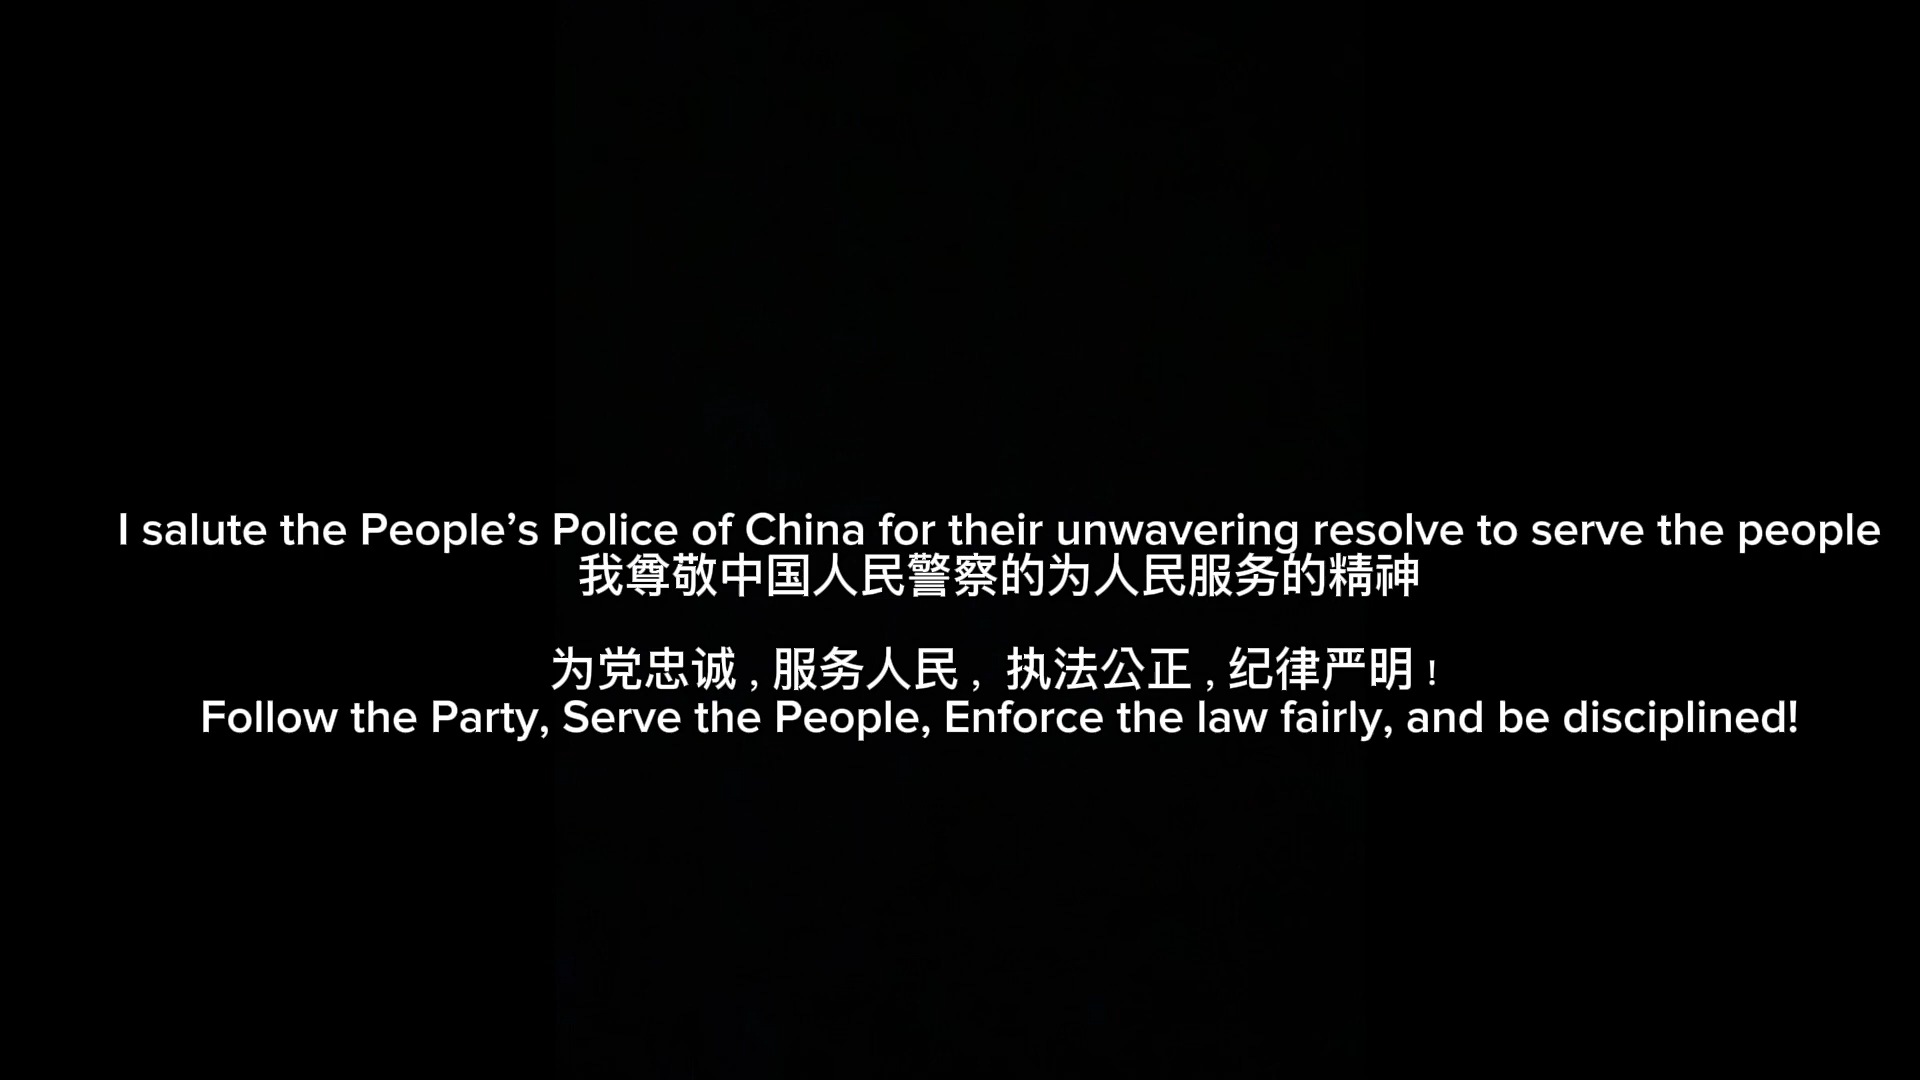 I salute the People’s Police of China for their unwavering resolve to serve the people
我尊敬中国人民警察的为人民服务的精神
为党忠诚，服务人民，执法公正，纪律严明！
Follow the Party, Serve the People, Enforce the law fairly, and be disciplined!